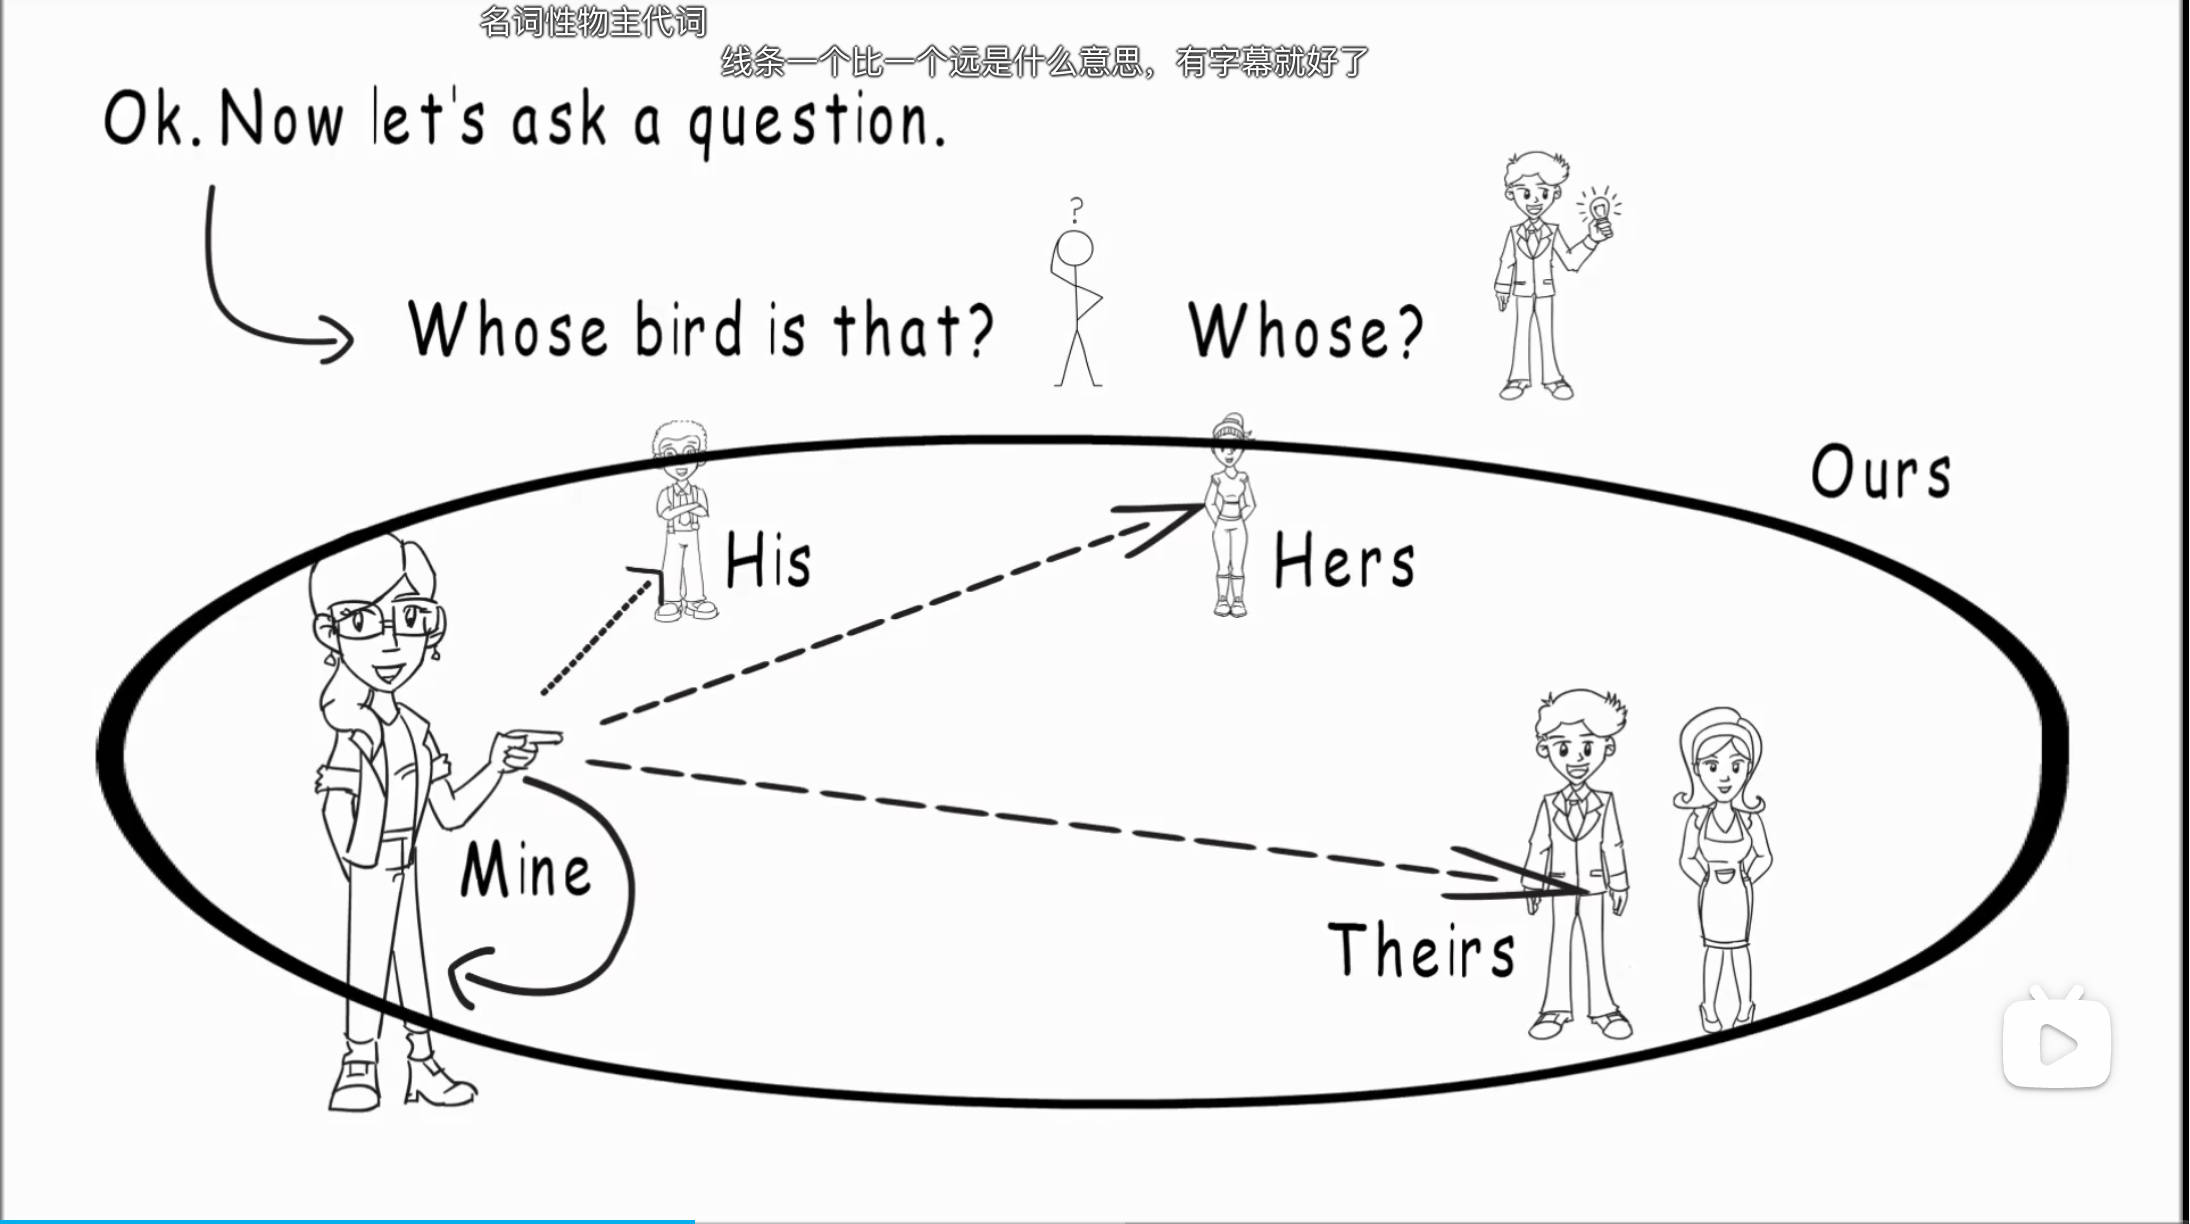 名词性物主代词
线条一个比一个远是什么意思，有字幕就好了
Ok. Now let's ask a question.
?
Whose bird is that? Whose?
Ours
His
Hers
Mine
Theirs